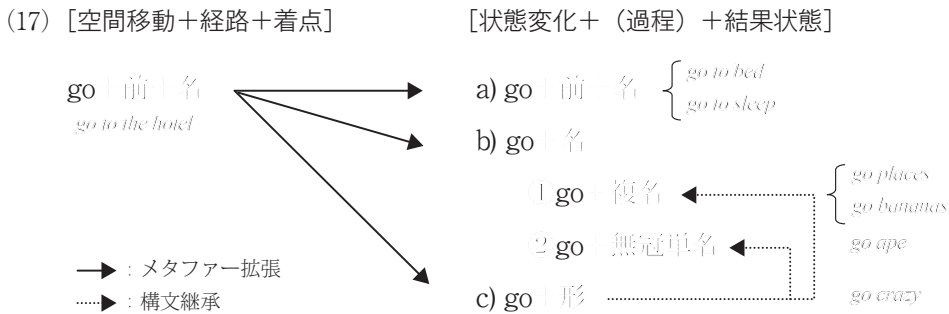 (17) [空間移動＋経路＋着点] [状態変化＋（過程）＋結果状態]
go＋前＋名 a) go＋前＋名 go to bed
go to the hotel go to sleep
b) go＋名
① go＋複名 go places
go bananas
② go＋無冠単名 go ape
：メタファー拡張
：構文継承 c) go＋形 go crazy